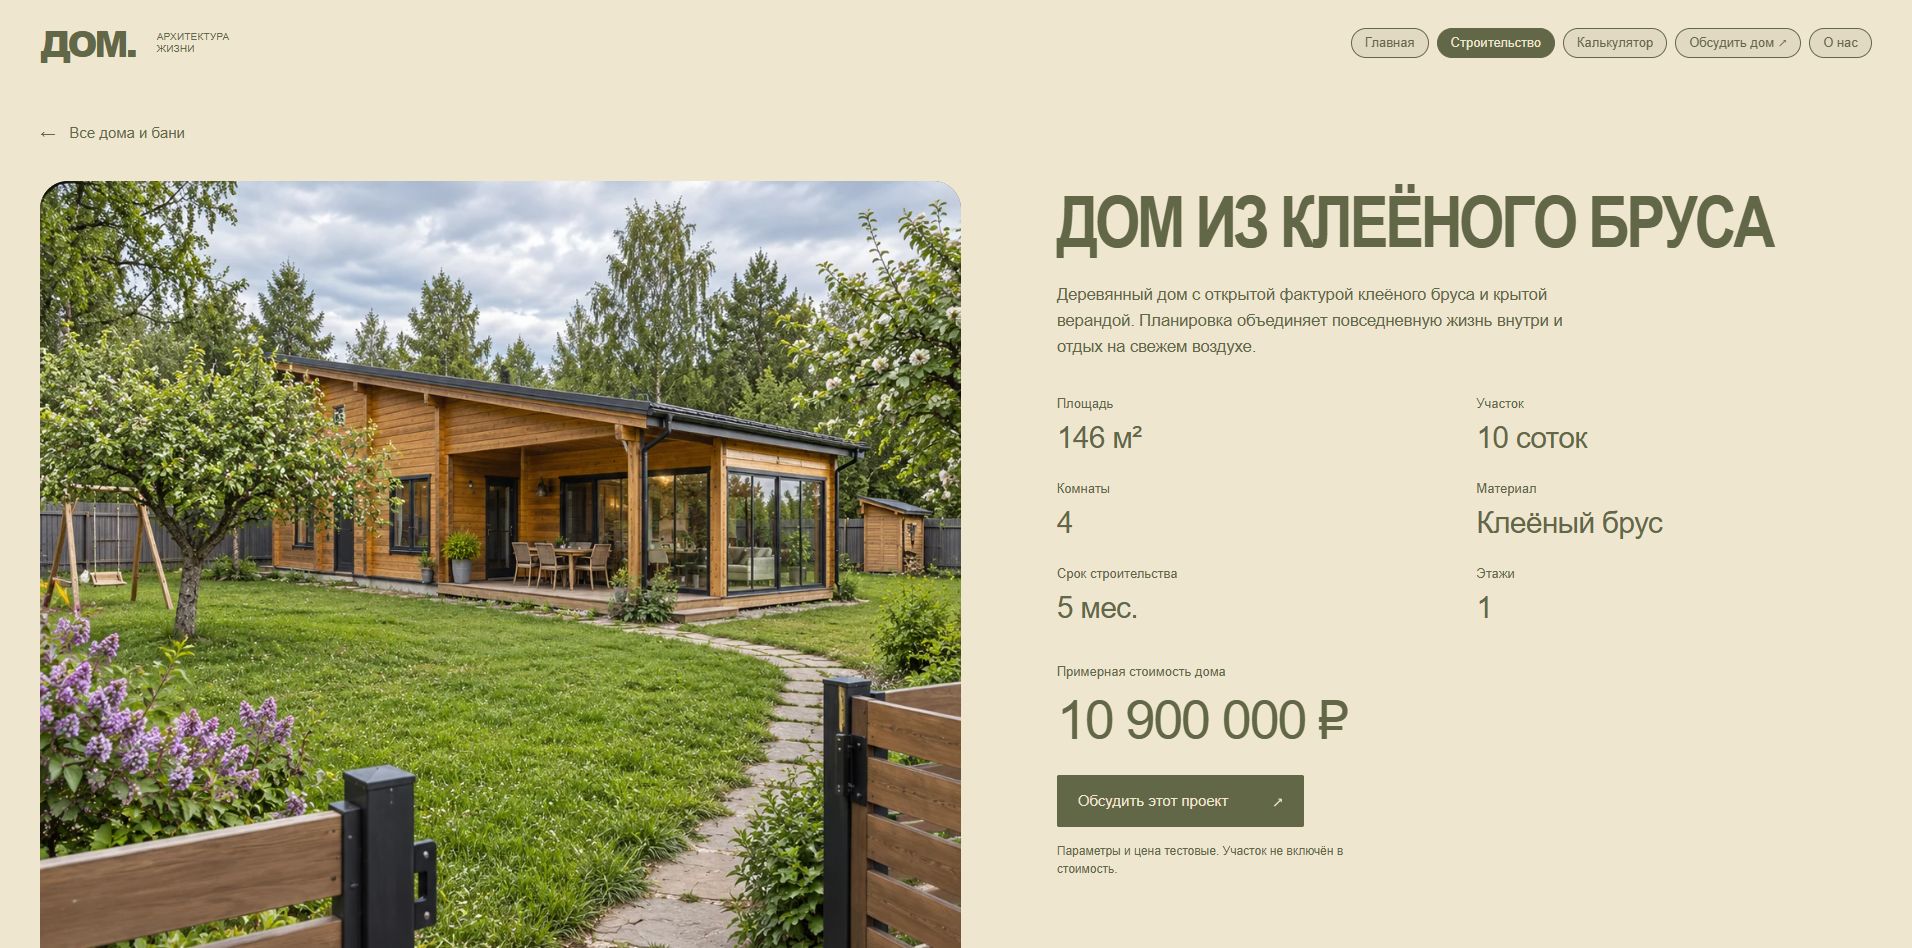 ДОМ.
АРХИТЕКТУРА
ЖИЗНИ
Главная
Строительство
Калькулятор
Обсудить дом ↗
О нас
← Все дома и бани
ДОМ ИЗ КЛЕЁНОГО БРУСА
Деревянный дом с открытой фактурой клеёного бруса и крытой
верандой. Планировка объединяет повседневную жизнь внутри и
отдых на свежем воздухе.
Площадь
146 м²
Участок
10 соток
Комнаты
4
Материал
Клеёный брус
Срок строительства
5 мес.
Этажи
1
Примерная стоимость дома
10 900 000 ₽
Обсудить этот проект ↗
Параметры и цена тестовые. Участок не включён в
стоимость.